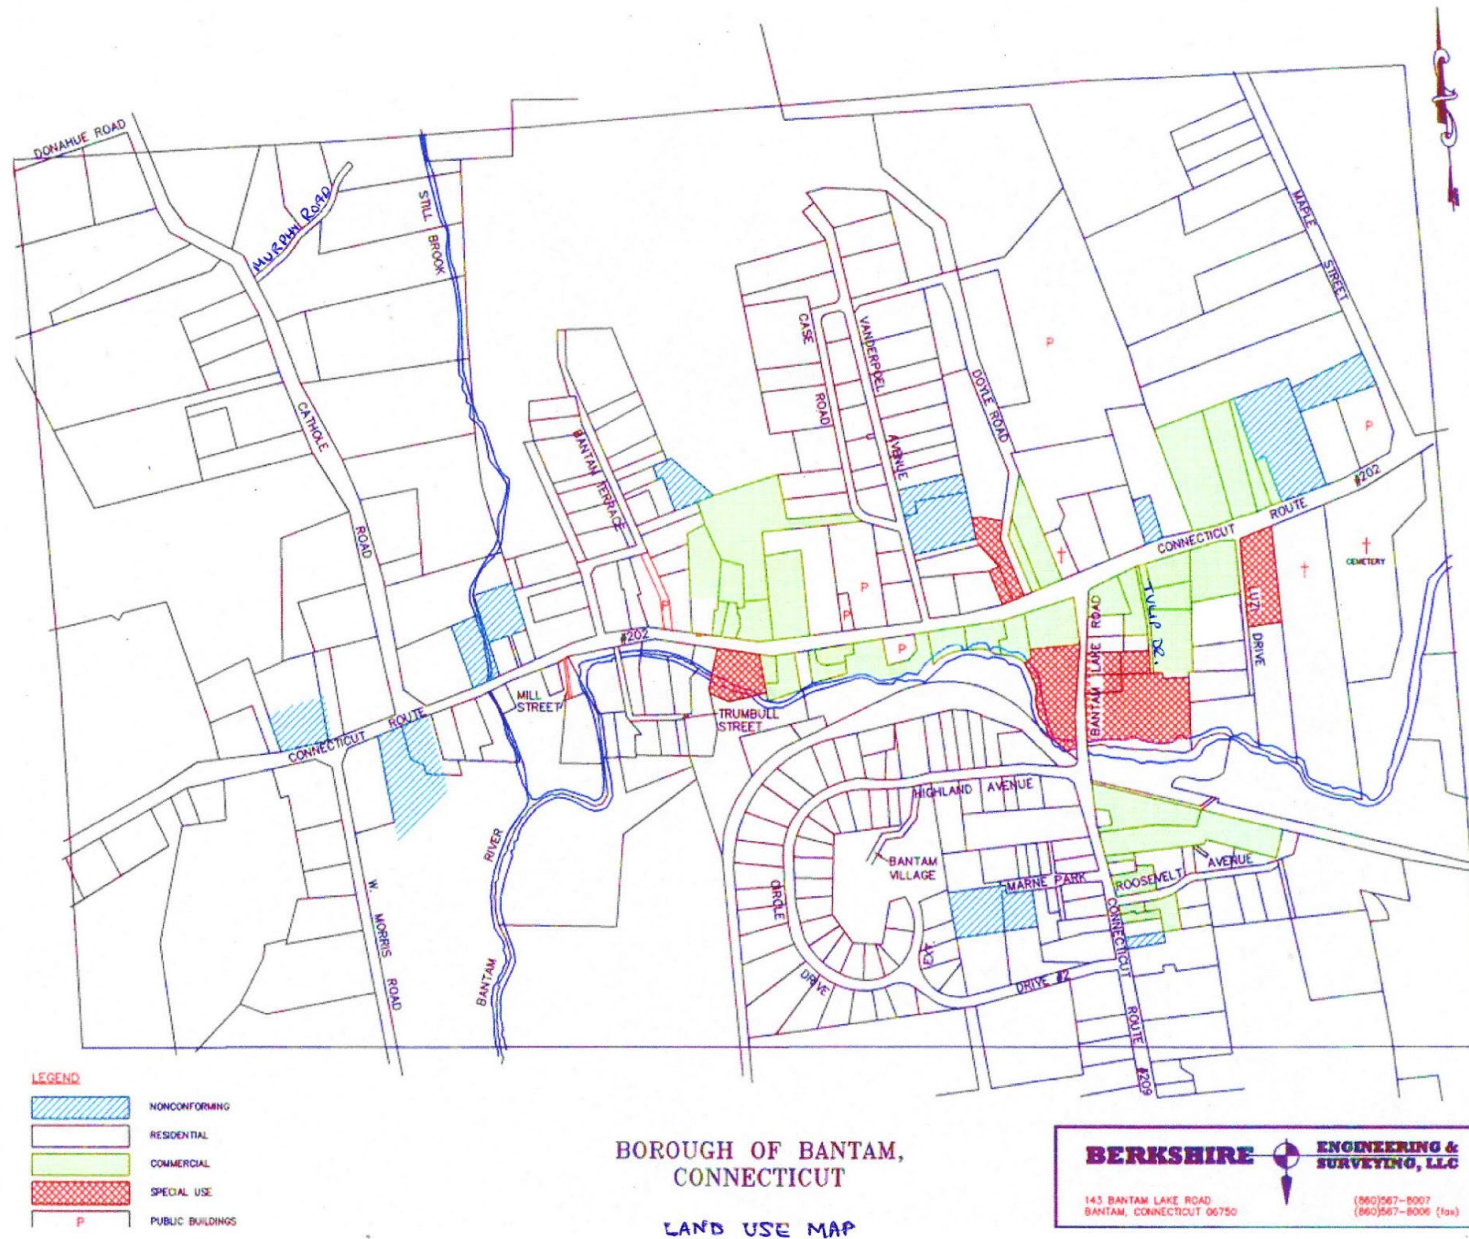 DONAHUE ROAD
MURPHY ROAD
STILL BROOK
MAPLE STREET
CATHOLE ROAD
BANTAM TERRACE
CASE ROAD
VANDERPOEL AVENUE
DOYLE ROAD
P
P
#202
CONNECTICUT ROUTE
†
†
†
CEMETERY
P
P
P
P
#202
BANTAM LAKE ROAD
TULIP DR.
LUZI DRIVE
MILL
STREET
TRUMBULL
STREET
CONNECTICUT ROUTE
HIGHLAND AVENUE
BANTAM
VILLAGE
MARNE PARK
ROOSEVELT AVENUE
CIRCLE DRIVE
EXT.
DRIVE #2
CONNECTICUT ROUTE #209
W. MORRIS ROAD
BANTAM RIVER
LEGEND
NONCONFORMING
RESIDENTIAL
COMMERCIAL
SPECIAL USE
P PUBLIC BUILDINGS
BOROUGH OF BANTAM,
CONNECTICUT
LAND USE MAP
BERKSHIRE ENGINEERING &
SURVEYING, LLC
143 BANTAM LAKE ROAD (860)567-8007
BANTAM, CONNECTICUT 06750 (860)567-8006 (fax)